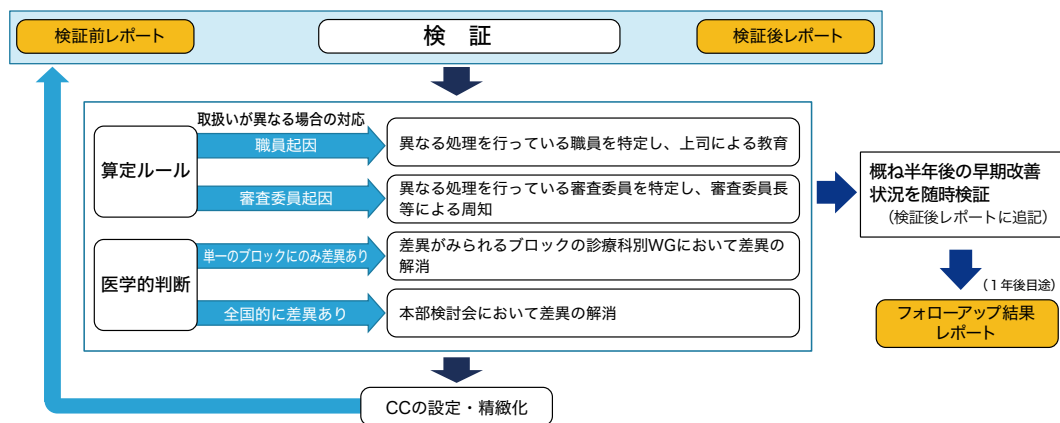 検証前レポート
検　証
検証後レポート
取扱いが異なる場合の対応
算定ルール
職員起因
異なる処理を行っている職員を特定し、上司による教育
審査委員起因
異なる処理を行っている審査委員を特定し、審査委員長
等による周知
医学的判断
単一のブロックにのみ差異あり
差異がみられるブロックの診療科別WGにおいて差異の
解消
全国的に差異あり
本部検討会において差異の解消
概ね半年後の早期改善
状況を随時検証
（検証後レポートに追記）
（１年後目途）
フォローアップ結果
レポート
CCの設定・精緻化